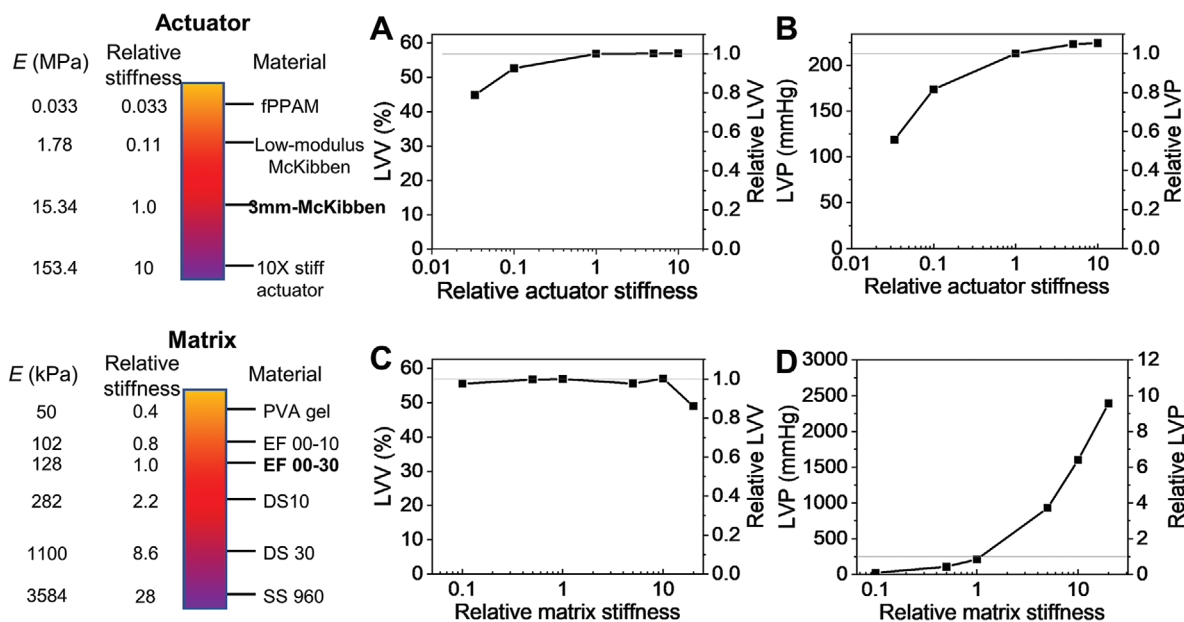 Actuator
E (MPa)
Relative
stiffness
Material
0.033
0.033
fPPAM
1.78
0.11
Low-modulus
McKibben
15.34
1.0
3mm-McKibben
153.4
10
10X stiff
actuator
A
60
50
40
30
20
10
0
LVV (%)
1.0
0.8
0.6
0.4
0.2
0.0
Relative LVV
0.01
0.1
1
10
Relative actuator stiffness
B
200
150
100
50
0
LVP (mmHg)
1.0
0.8
0.6
0.4
0.2
0.0
Relative LVP
0.01
0.1
1
10
Relative actuator stiffness
Matrix
E (kPa)
Relative
stiffness
Material
50
0.4
PVA gel
102
0.8
EF 00-10
128
1.0
EF 00-30
282
2.2
DS10
1100
8.6
DS 30
3584
28
SS 960
C
60
50
40
30
20
10
0
LVV (%)
1.0
0.8
0.6
0.4
0.2
0.0
Relative LVV
0.1
1
10
Relative matrix stiffness
D
3000
2500
2000
1500
1000
500
250
0
LVP (mmHg)
12
10
8
6
4
2
0
Relative LVP
0.1
1
10
Relative matrix stiffness